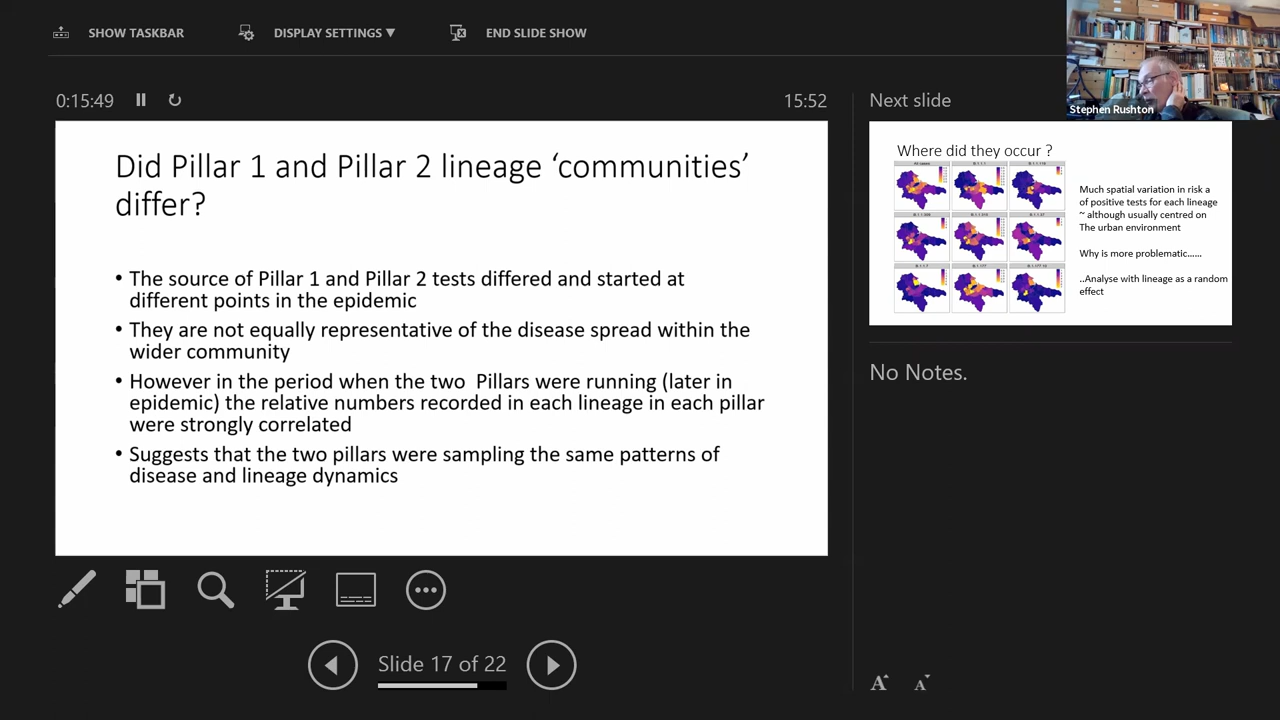 SHOW TASKBAR
DISPLAY SETTINGS ▼
END SLIDE SHOW
Stephen Rushton
0:15:49
15:52
Next slide
Did Pillar 1 and Pillar 2 lineage ‘communities’
differ?
• The source of Pillar 1 and Pillar 2 tests differed and started at
different points in the epidemic
• They are not equally representative of the disease spread within the
wider community
• However in the period when the two Pillars were running (later in
epidemic) the relative numbers recorded in each lineage in each pillar
were strongly correlated
• Suggests that the two pillars were sampling the same patterns of
disease and lineage dynamics
Where did they occur ?
Much spatial variation in risk a
of positive tests for each lineage
~ although usually centred on
The urban environment
Why is more problematic......
..Analyse with lineage as a random
effect
No Notes.
Slide 17 of 22
A A